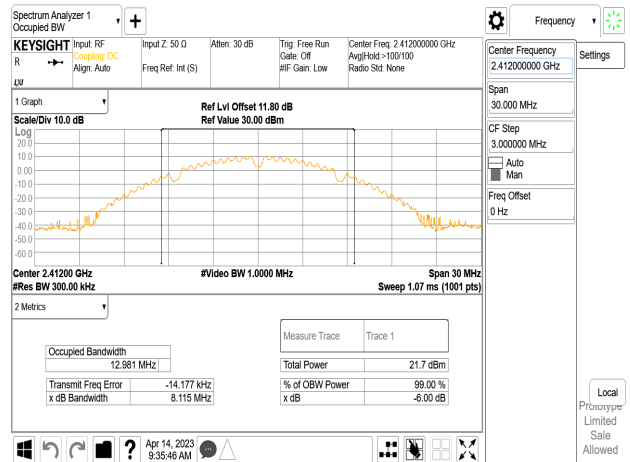 Spectrum Analyzer 1
Occupied BW
Frequency
KEYSIGHT
Input: RF
Coupling: DC
Align: Auto
Input Z: 50 Ω
Freq Ref: Int (S)
Atten: 30 dB
Trig: Free Run
Gate: Off
#IF Gain: Low
Center Freq: 2.412000000 GHz
Avg|Hold:>100/100
Radio Std: None
R
Center Frequency
2.412000000 GHz
Settings
Span
30.000 MHz
CF Step
3.000000 MHz
Auto
Man
Freq Offset
0 Hz
1 Graph
Scale/Div 10.0 dB
Ref Lvl Offset 11.80 dB
Ref Value 30.00 dBm
Log
20.0
10.0
0.00
-10.0
-20.0
-30.0
-40.0
-50.0
-60.0
Center 2.41200 GHz
#Video BW 1.0000 MHz
Span 30 MHz
#Res BW 300.00 kHz
Sweep 1.07 ms (1001 pts)
2 Metrics
Measure Trace
Trace 1
Occupied Bandwidth
12.981 MHz
Total Power
21.7 dBm
Transmit Freq Error
-14.177 kHz
% of OBW Power
99.00 %
x dB Bandwidth
8.115 MHz
x dB
-6.00 dB
Local
Prototype
Limited
Sale
Allowed
?
Apr 14, 2023
9:35:46 AM